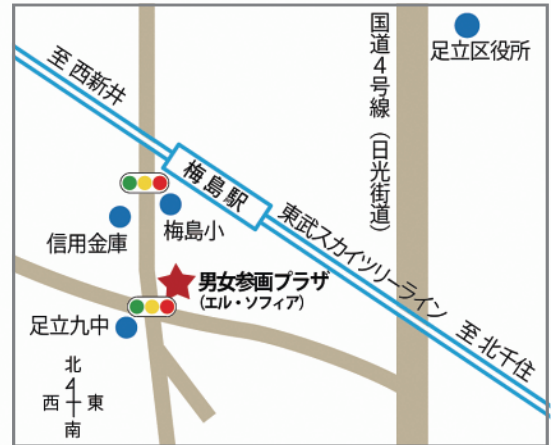 至 西新井
国道4号線（日光街道）
足立区役所
梅島駅
東武スカイツリーライン
至 北千住
信用金庫
梅島小
男女参画プラザ
（エル・ソフィア）
足立九中
北
西 東
南